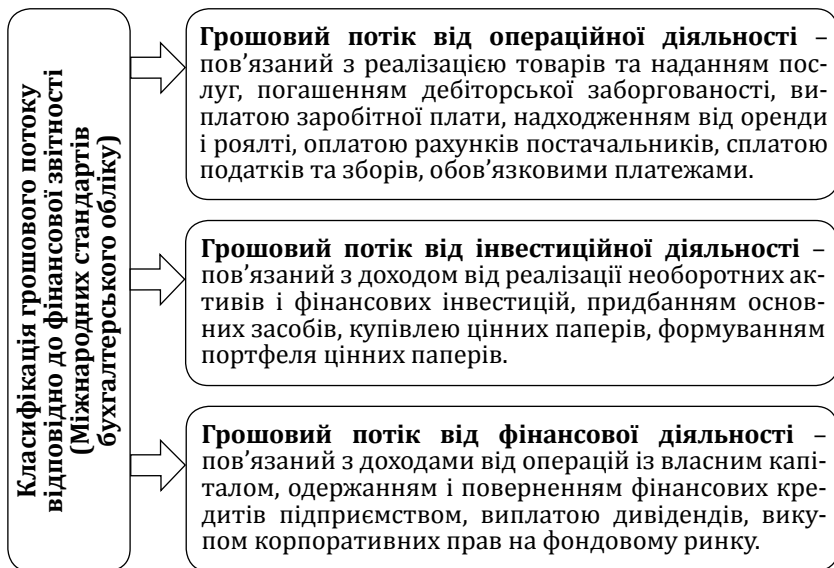 Класифікація грошового потоку
відповідно до фінансової звітності
(Міжнародних стандартів
бухгалтерського обліку)
Грошовий потік від операційної діяльності –
пов’язаний з реалізацією товарів та наданням пос-
луг, погашенням дебіторської заборгованості, ви-
платою заробітної плати, надходженням від оренди
і роялті, оплатою рахунків постачальників, сплатою
податків та зборів, обов’язковими платежами.
Грошовий потік від інвестиційної діяльності –
пов’язаний з доходом від реалізації необоротних ак-
тивів і фінансових інвестицій, придбанням основ-
них засобів, купівлею цінних паперів, формуванням
портфеля цінних паперів.
Грошовий потік від фінансової діяльності –
пов’язаний з доходами від операцій із власним капі-
талом, одержанням і поверненням фінансових кре-
дитів підприємством, виплатою дивідендів, вику-
пом корпоративних прав на фондовому ринку.